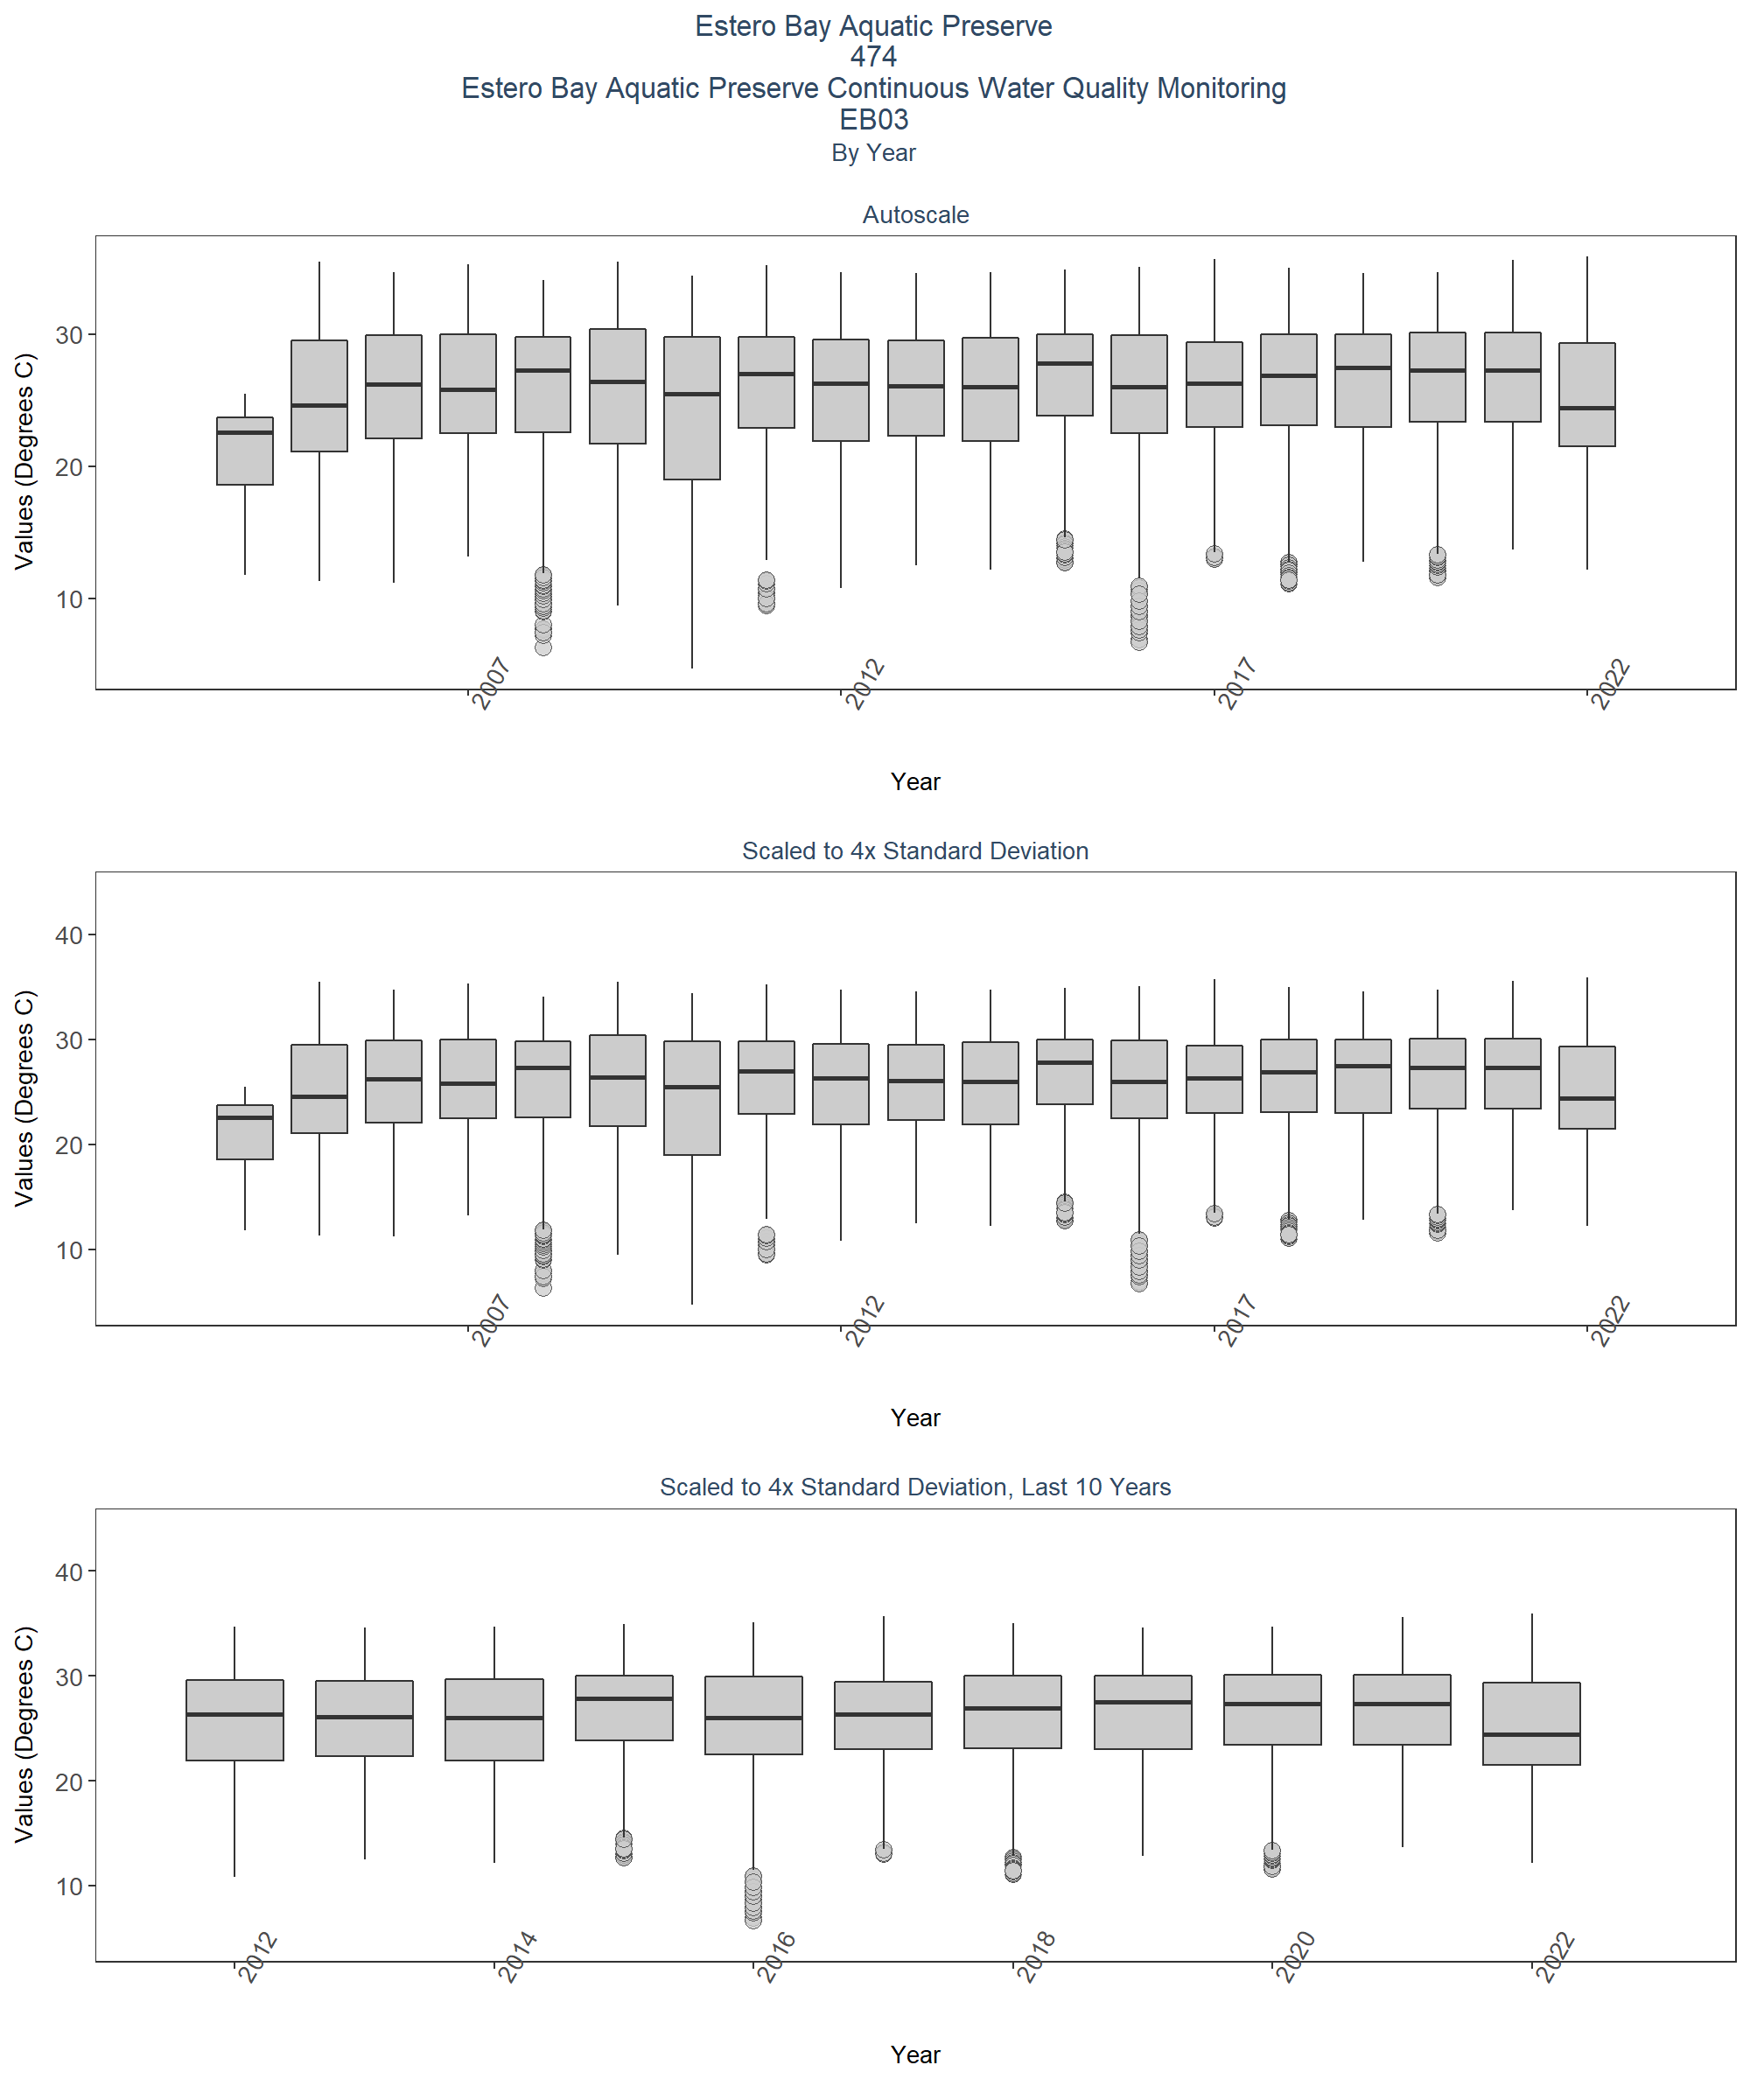 Estero Bay Aquatic Preserve
474
Estero Bay Aquatic Preserve Continuous Water Quality Monitoring
EB03
By Year
Autoscale
Values (Degrees C)
30
20
10
2007
2012
2017
2022
Year
Scaled to 4x Standard Deviation
Values (Degrees C)
40
30
20
10
2007
2012
2017
2022
Year
Scaled to 4x Standard Deviation, Last 10 Years
Values (Degrees C)
40
30
20
10
2012
2014
2016
2018
2020
2022
Year